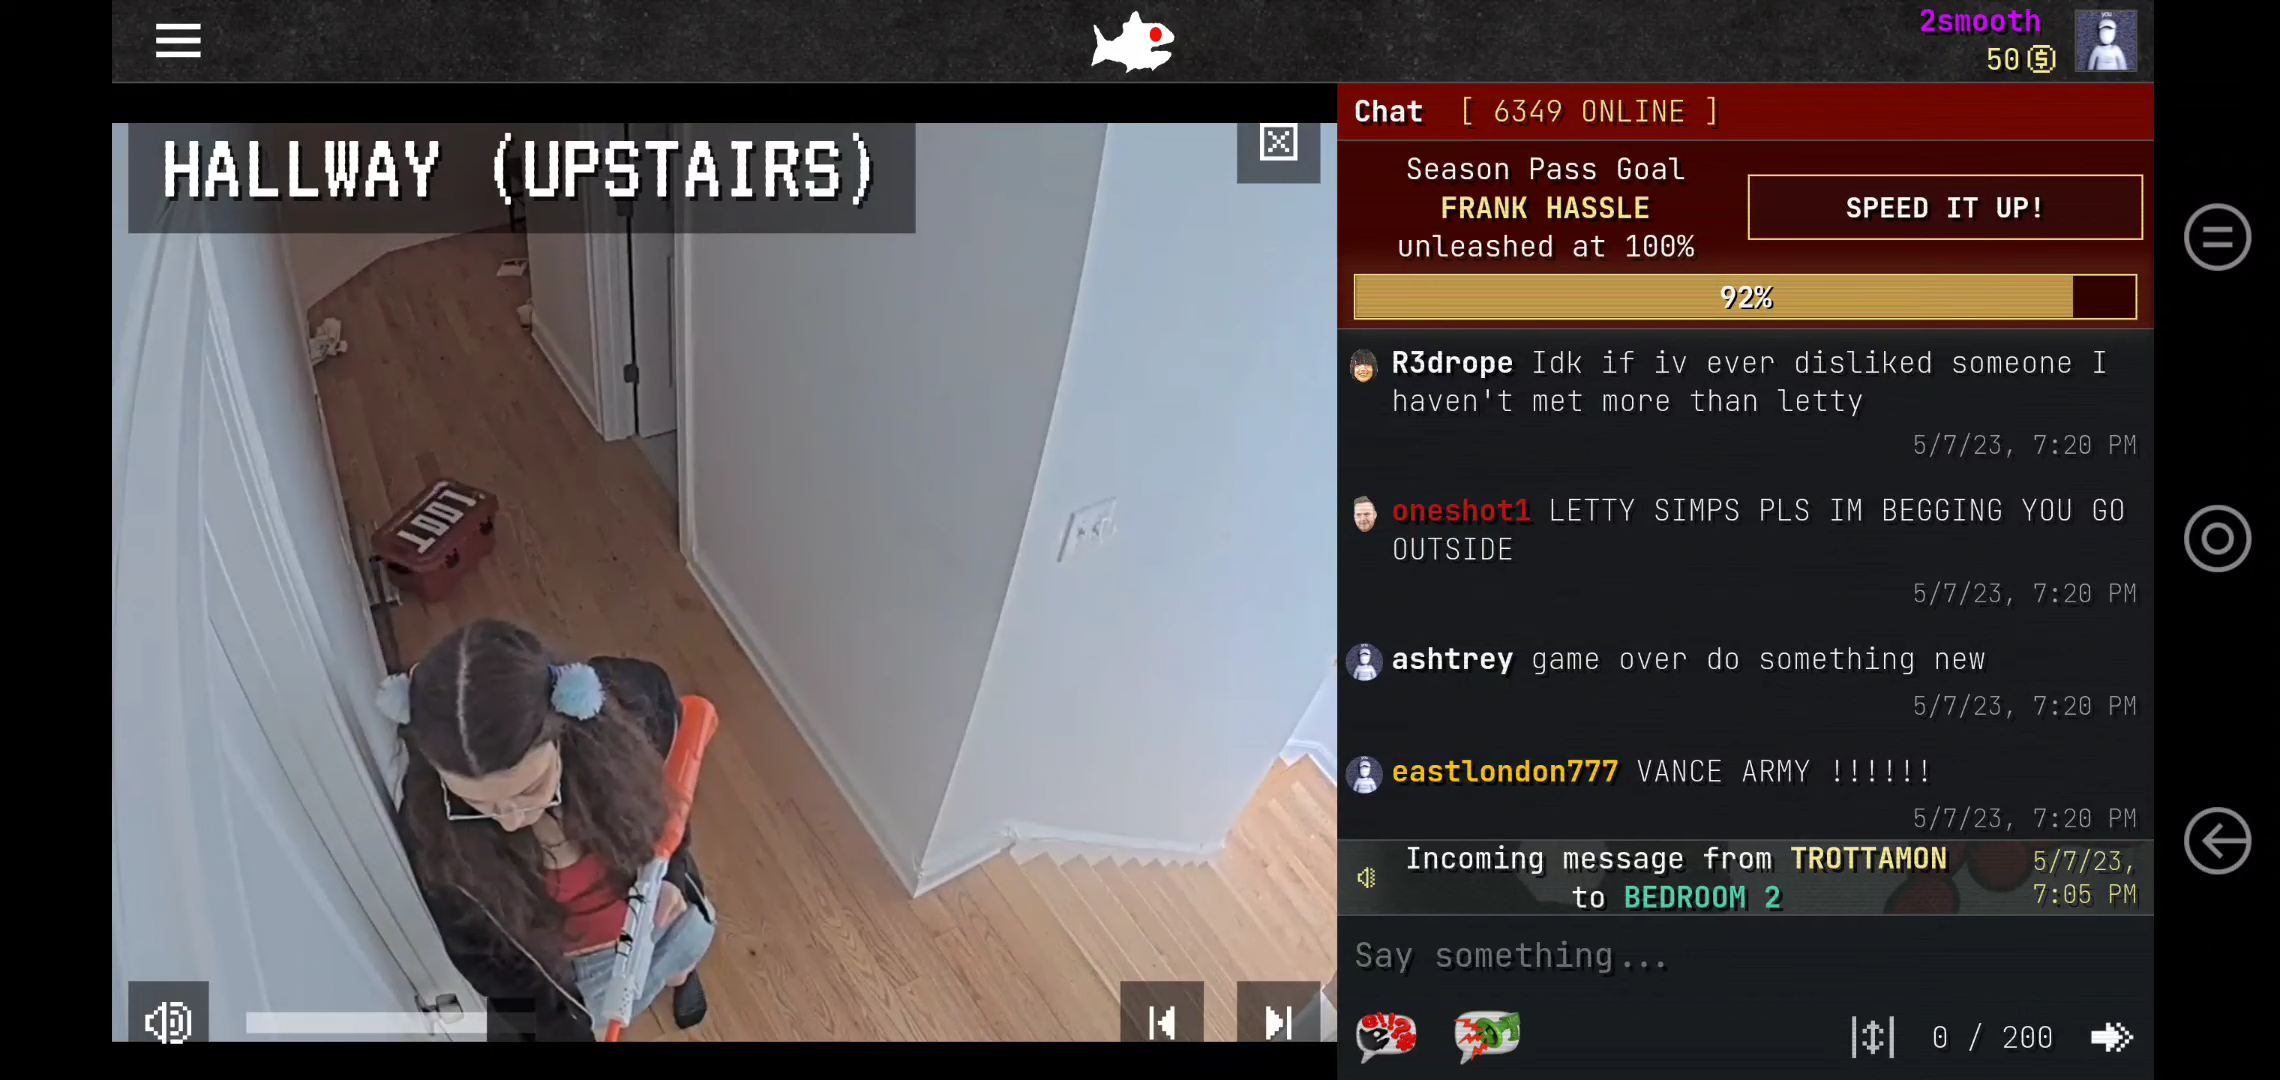 2smooth
50
HALLWAY (UPSTAIRS)
LOOT
Chat [ 6349 ONLINE ]
Season Pass Goal
FRANK HASSLE
unleashed at 100%
SPEED IT UP!
92%
R3drope Idk if iv ever disliked someone I
haven't met more than letty
5/7/23, 7:20 PM
oneshot1 LETTY SIMPS PLS IM BEGGING YOU GO
OUTSIDE
5/7/23, 7:20 PM
ashtrey game over do something new
5/7/23, 7:20 PM
eastlondon777 VANCE ARMY !!!!!!
5/7/23, 7:20 PM
Incoming message from TROTTAMON
to BEDROOM 2
5/7/23,
7:05 PM
Say something...
0 / 200